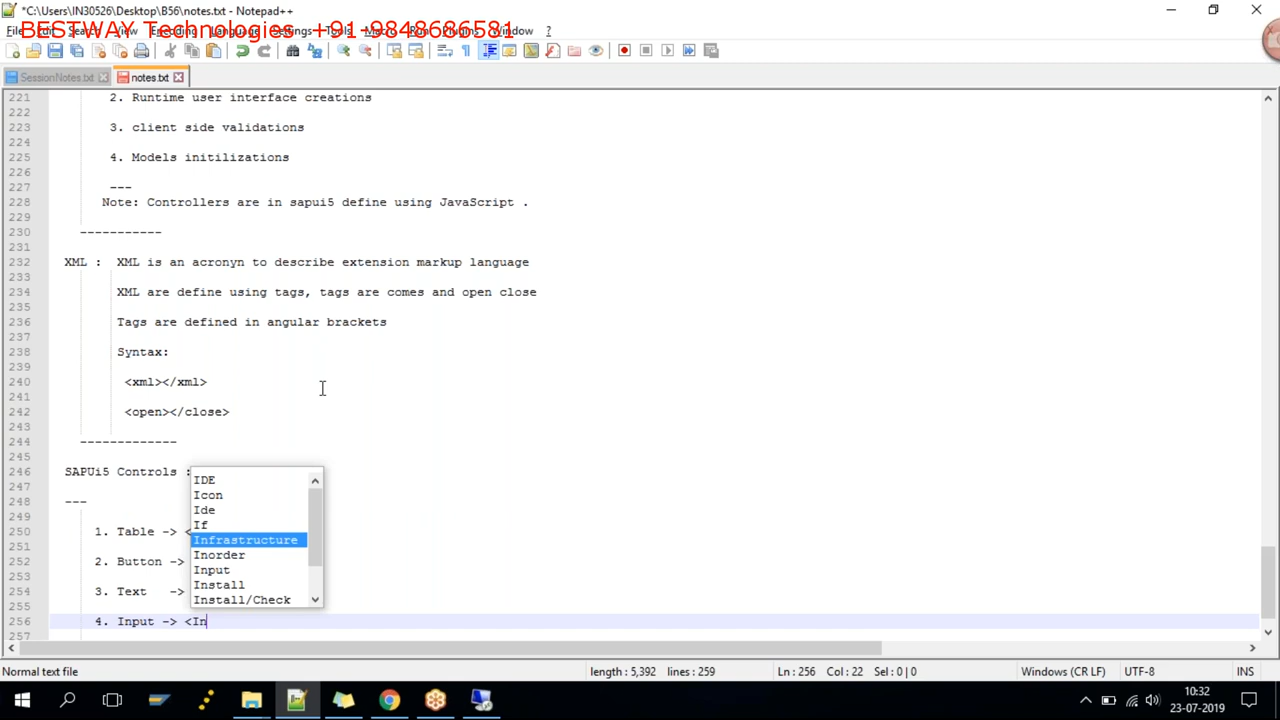 *C:\Users\IN30526\Desktop\B56\notes.txt - Notepad++
BESTWAY Technologies +91-9848686581
Window ?
SessionNotes.txt notes.txt
221 2. Runtime user interface creations
222
223 3. client side validations
224
225 4. Models initilizations
226
227 ---
228 Note: Controllers are in sapui5 define using JavaScript .
229
230 -----------
231
232 XML : XML is an acronyn to describe extension markup language
233
234 XML are define using tags, tags are comes and open close
235
236 Tags are defined in angular brackets
237
238 Syntax:
239
240 <xml></xml>
241
242 <open></close>
243
244 -------------
245
246 SAPUi5 Controls :
247
248 ---
249
250 1. Table -> <
251
252 2. Button ->
253
254 3. Text ->
255
256 4. Input -> <In
257
IDE
Icon
Ide
If
Infrastructure
Inorder
Input
Install
Install/Check
Normal text file length : 5,392 lines : 259 Ln : 256 Col : 22 Sel : 0 | 0 Windows (CR LF) UTF-8 INS
10:32
23-07-2019